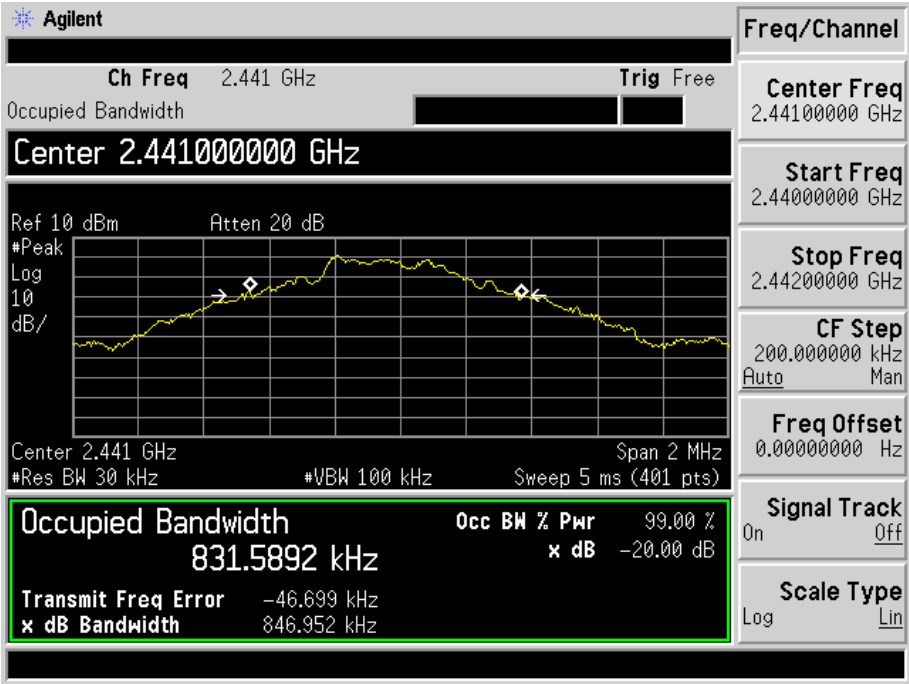 Agilent
Ch Freq 2.441 GHz Trig Free
Occupied Bandwidth
Center 2.441000000 GHz
Ref 10 dBm Atten 20 dB
#Peak
Log
10
dB/
Center 2.441 GHz Span 2 MHz
#Res BW 30 kHz #VBW 100 kHz Sweep 5 ms (401 pts)
Occupied Bandwidth
831.5892 kHz
Occ BW % Pwr 99.00 %
x dB -20.00 dB
Transmit Freq Error -46.699 kHz
x dB Bandwidth 846.952 kHz
Freq/Channel
Center Freq
2.44100000 GHz
Start Freq
2.44000000 GHz
Stop Freq
2.44200000 GHz
CF Step
200.000000 kHz
Auto Man
Freq Offset
0.00000000 Hz
Signal Track
On Off
Scale Type
Log Lin